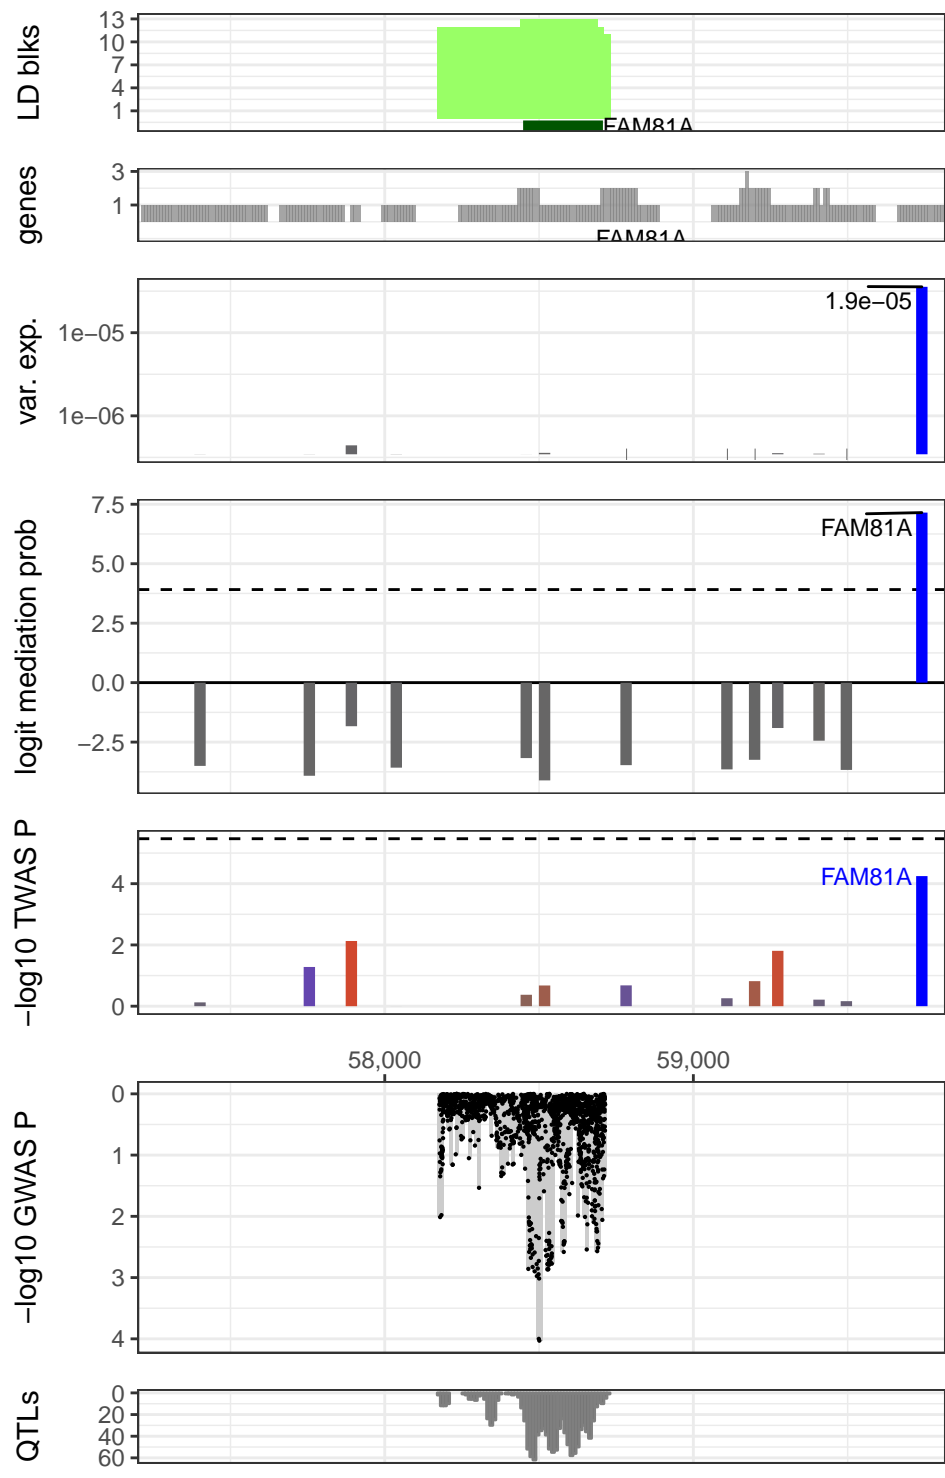 LD blks
13
10
7
4
1
FAM81A
genes
3
1
FAM81A
var. exp.
1e−05
1e−06
1.9e−05
logit mediation prob
7.5
5.0
2.5
0.0
−2.5
FAM81A
−log10 TWAS P
4
2
0
FAM81A
58,000
59,000
−log10 GWAS P
0
1
2
3
4
QTLs
0
20
40
60